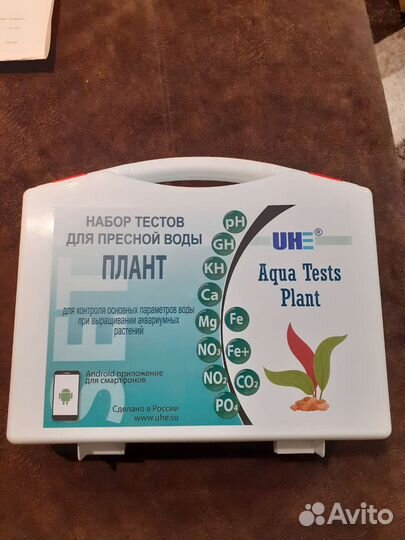 SET
НАБОР ТЕСТОВ
ДЛЯ ПРЕСНОЙ ВОДЫ
ПЛАНТ
для контроля основных параметров воды
при выращивании аквариумных
растений
Android приложение
для смартфонов
Сделано в России
www.uhe.su
pH
GH
KH
Ca
Mg
Fe
NO3
Fe+
NO2
CO2
PO4
UHE®
Aqua Tests
Plant
Avito